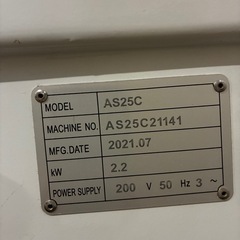 MODEL AS25C
MACHINE NO. AS25C21141
MFG.DATE 2021.07
kW 2.2
POWER SUPPLY 200 V 50 Hz 3 ~